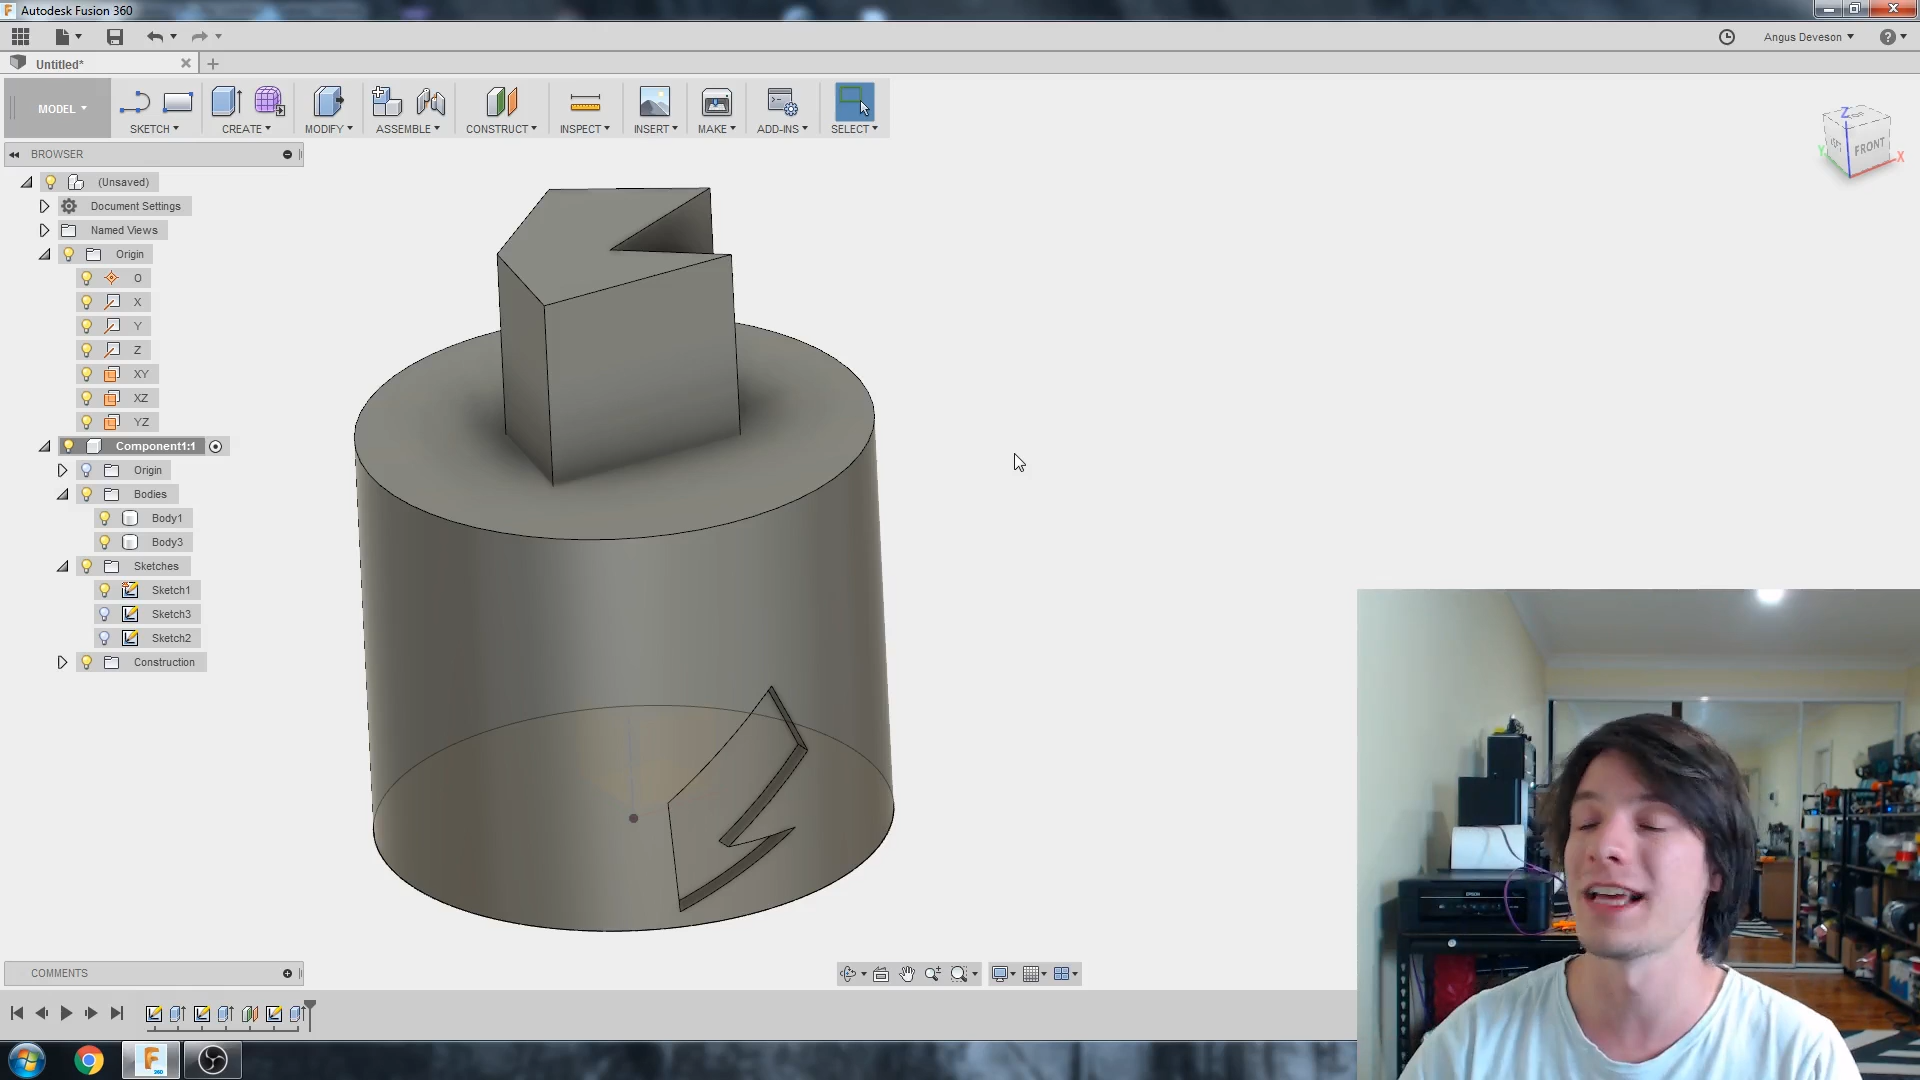 Autodesk Fusion 360
Angus Deveson
Untitled*
MODEL
SKETCH
CREATE
MODIFY
ASSEMBLE
CONSTRUCT
INSPECT
INSERT
MAKE
ADD-INS
SELECT
BROWSER
(Unsaved)
Document Settings
Named Views
Origin
O
X
Y
Z
XY
XZ
YZ
Component1:1
Origin
Bodies
Body1
Body3
Sketches
Sketch1
Sketch3
Sketch2
Construction
Z
Y
X
FRONT
EPSON
COMMENTS